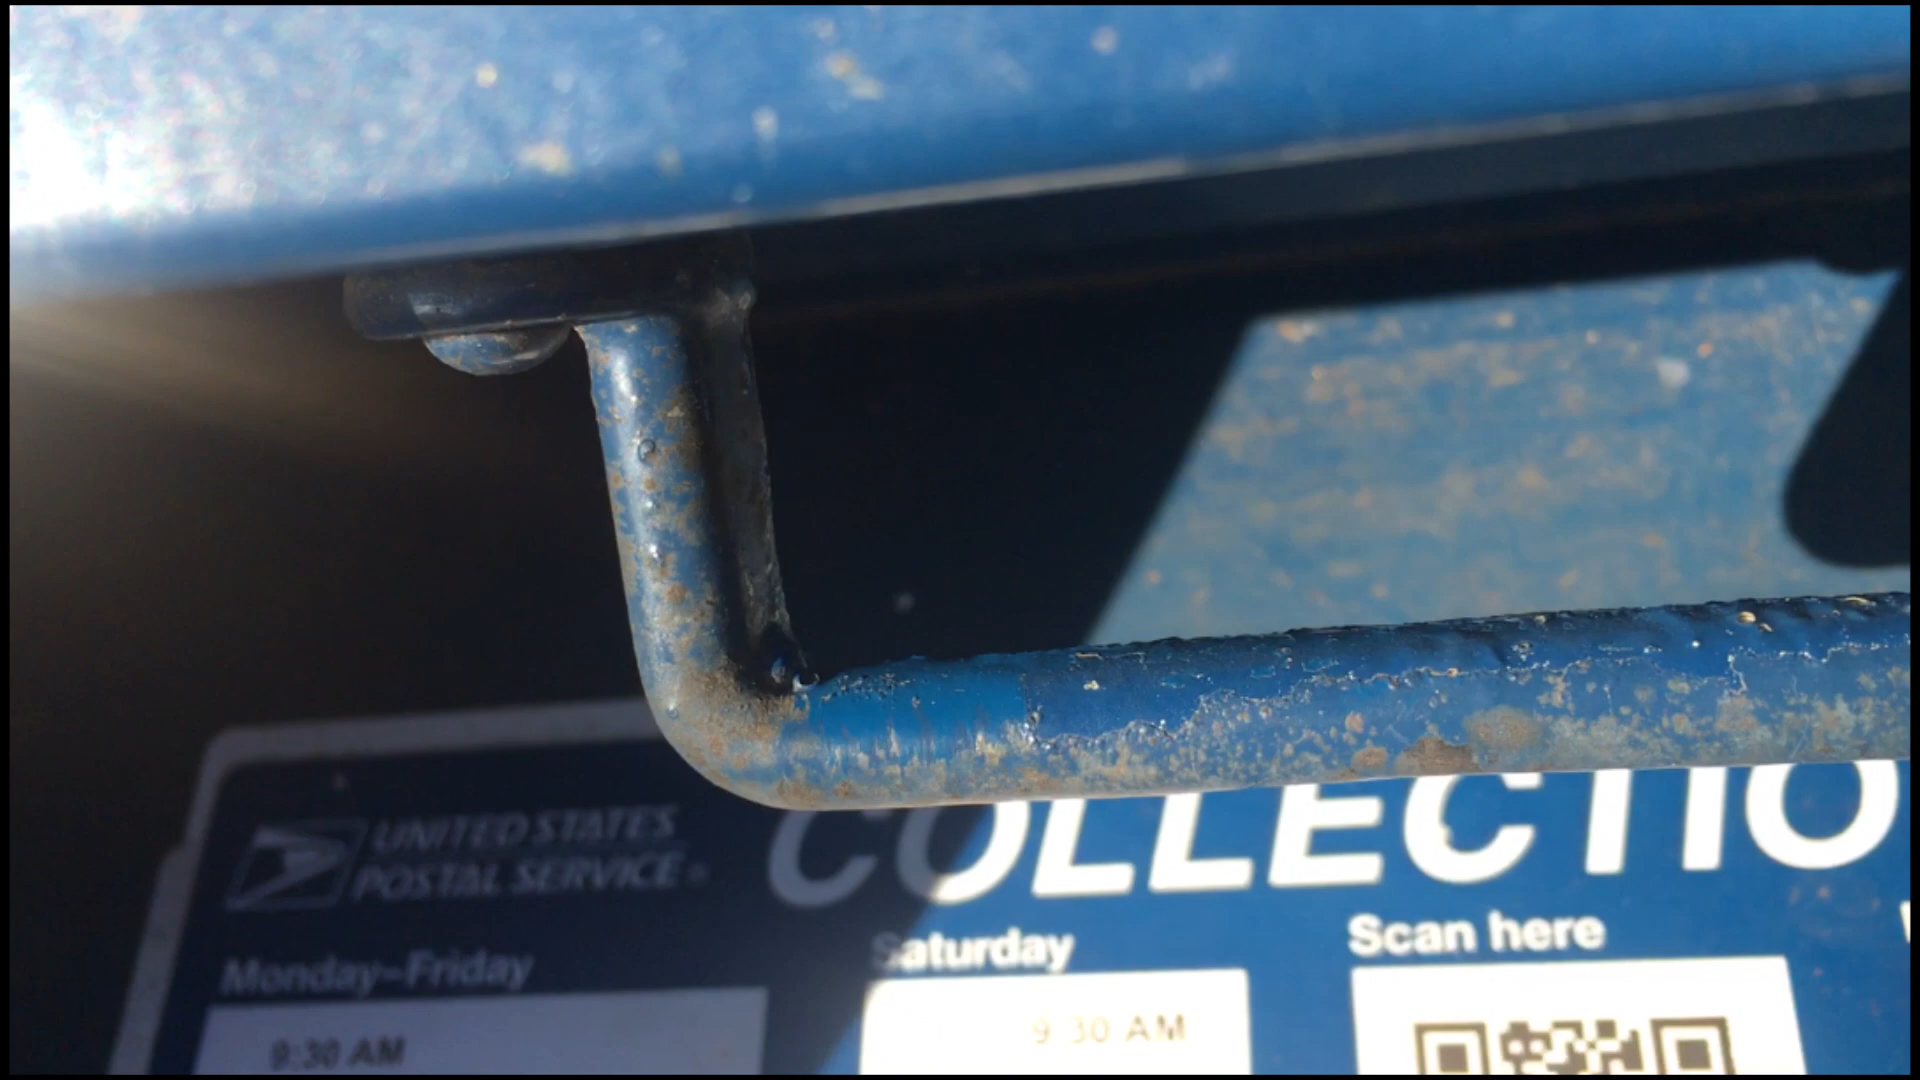 UNITED STATES
POSTAL SERVICE
COLLECTIO
Monday–Friday
Saturday
Scan here
9:30 AM
9:30 AM